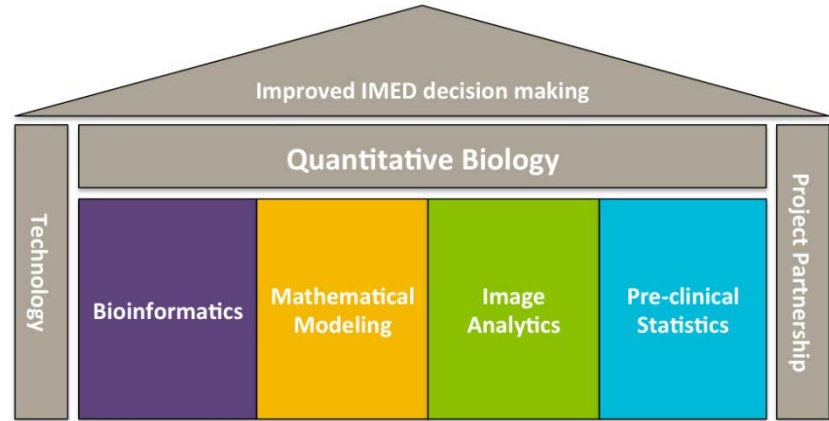 Improved IMED decision making
Quantitative Biology
Technology
Bioinformatics
Mathematical
Modeling
Image
Analytics
Pre-clinical
Statistics
Project Partnership